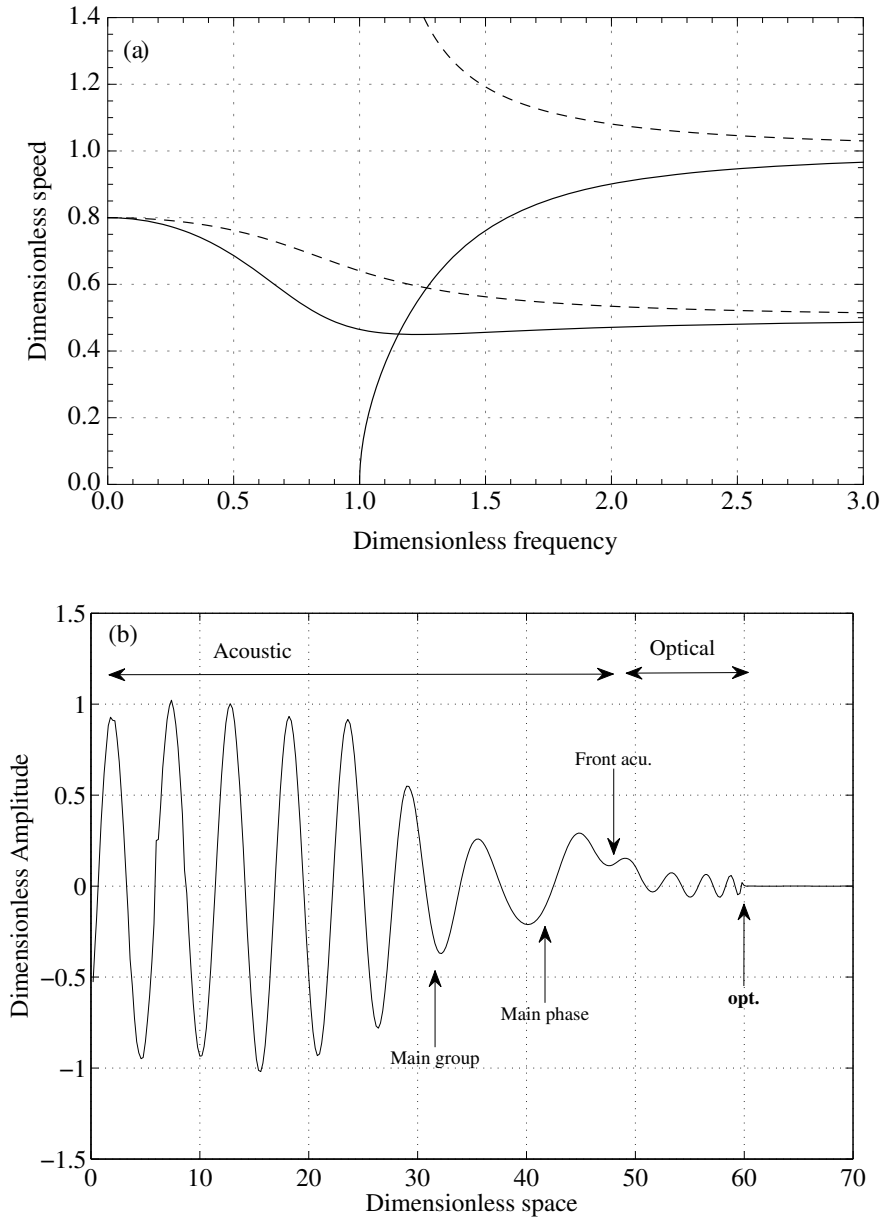 (a)
1.4
1.2
1.0
0.8
0.6
0.4
0.2
0.0
Dimensionless speed
0.0 0.5 1.0 1.5 2.0 2.5 3.0
Dimensionless frequency
(b)
1.5
1
0.5
0
−0.5
−1
−1.5
Dimensionless Amplitude
Acoustic
Optical
Front acu.
Main phase
opt.
Main group
0 10 20 30 40 50 60 70
Dimensionless space